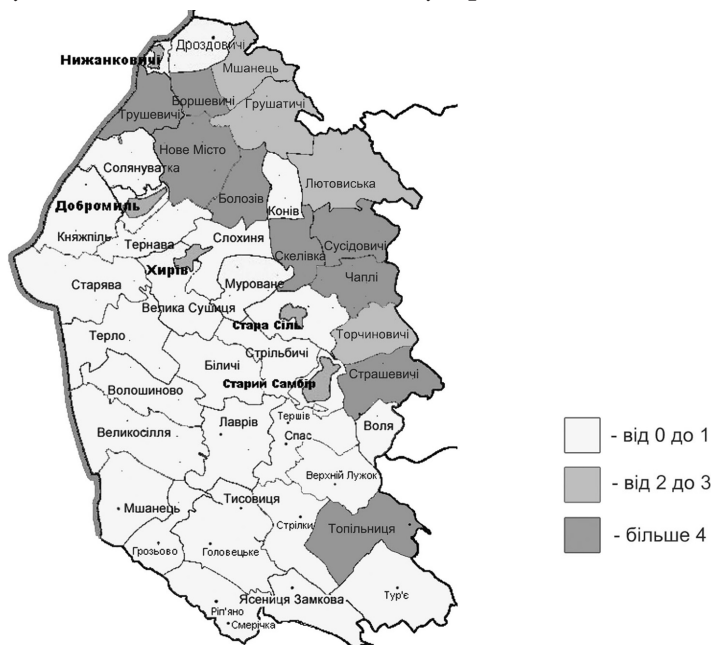 Дроздовичі
Нижанковичі
Мшанець
Боршевичі
Грушатичі
Трушевичі
Нове Місто
Солянуватка
Лютовиська
Болозів
Добромиль
Конів
Княжпіль
Тернава
Слохиня
Сусідовичі
Скелівка
Хирів
Чаплі
Старява
Муроване
Велика Сушиця
Стара Сіль
Торчиновичі
Терло
Стрільбичі
Біличі
Страшевичі
Старий Самбір
Волошиново
Тершів
Лаврів
Воля
Великосілля
Спас
Верхній Лужок
Тисовиця
Мшанець
Стрілки
Топільниця
Грозьово
Головецьке
Ясениця Замкова
Тур'є
Ріп'яно
Смерічка
- від 0 до 1
- від 2 до 3
- більше 4